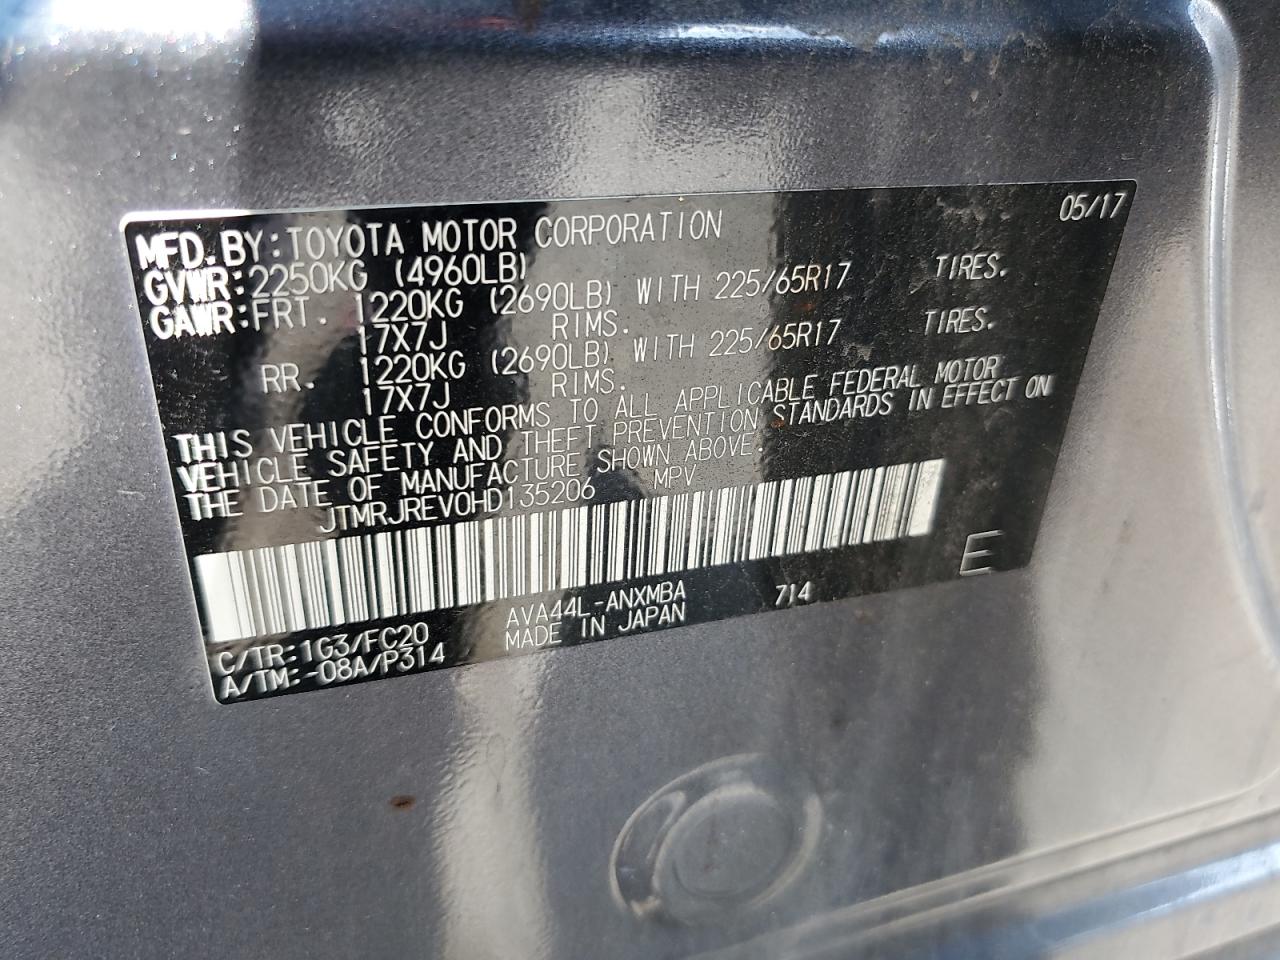 05/17
MFD. BY: TOYOTA MOTOR CORPORATION
GVWR: 2250KG (4960LB)
GAWR: FRT. 1220KG (2690LB) WITH 225/65R17 TIRES.
17X7J RIMS.
RR. 1220KG (2690LB) WITH 225/65R17 TIRES.
17X7J RIMS.
THIS VEHICLE CONFORMS TO ALL APPLICABLE FEDERAL MOTOR
VEHICLE SAFETY AND THEFT PREVENTION STANDARDS IN EFFECT ON
THE DATE OF MANUFACTURE SHOWN ABOVE.
JTMRJREV0HD135206 MPV
E
AVA44L-ANXMBA 714
C/TR: 1G3/FC20 MADE IN JAPAN
A/TM: -08A/P314